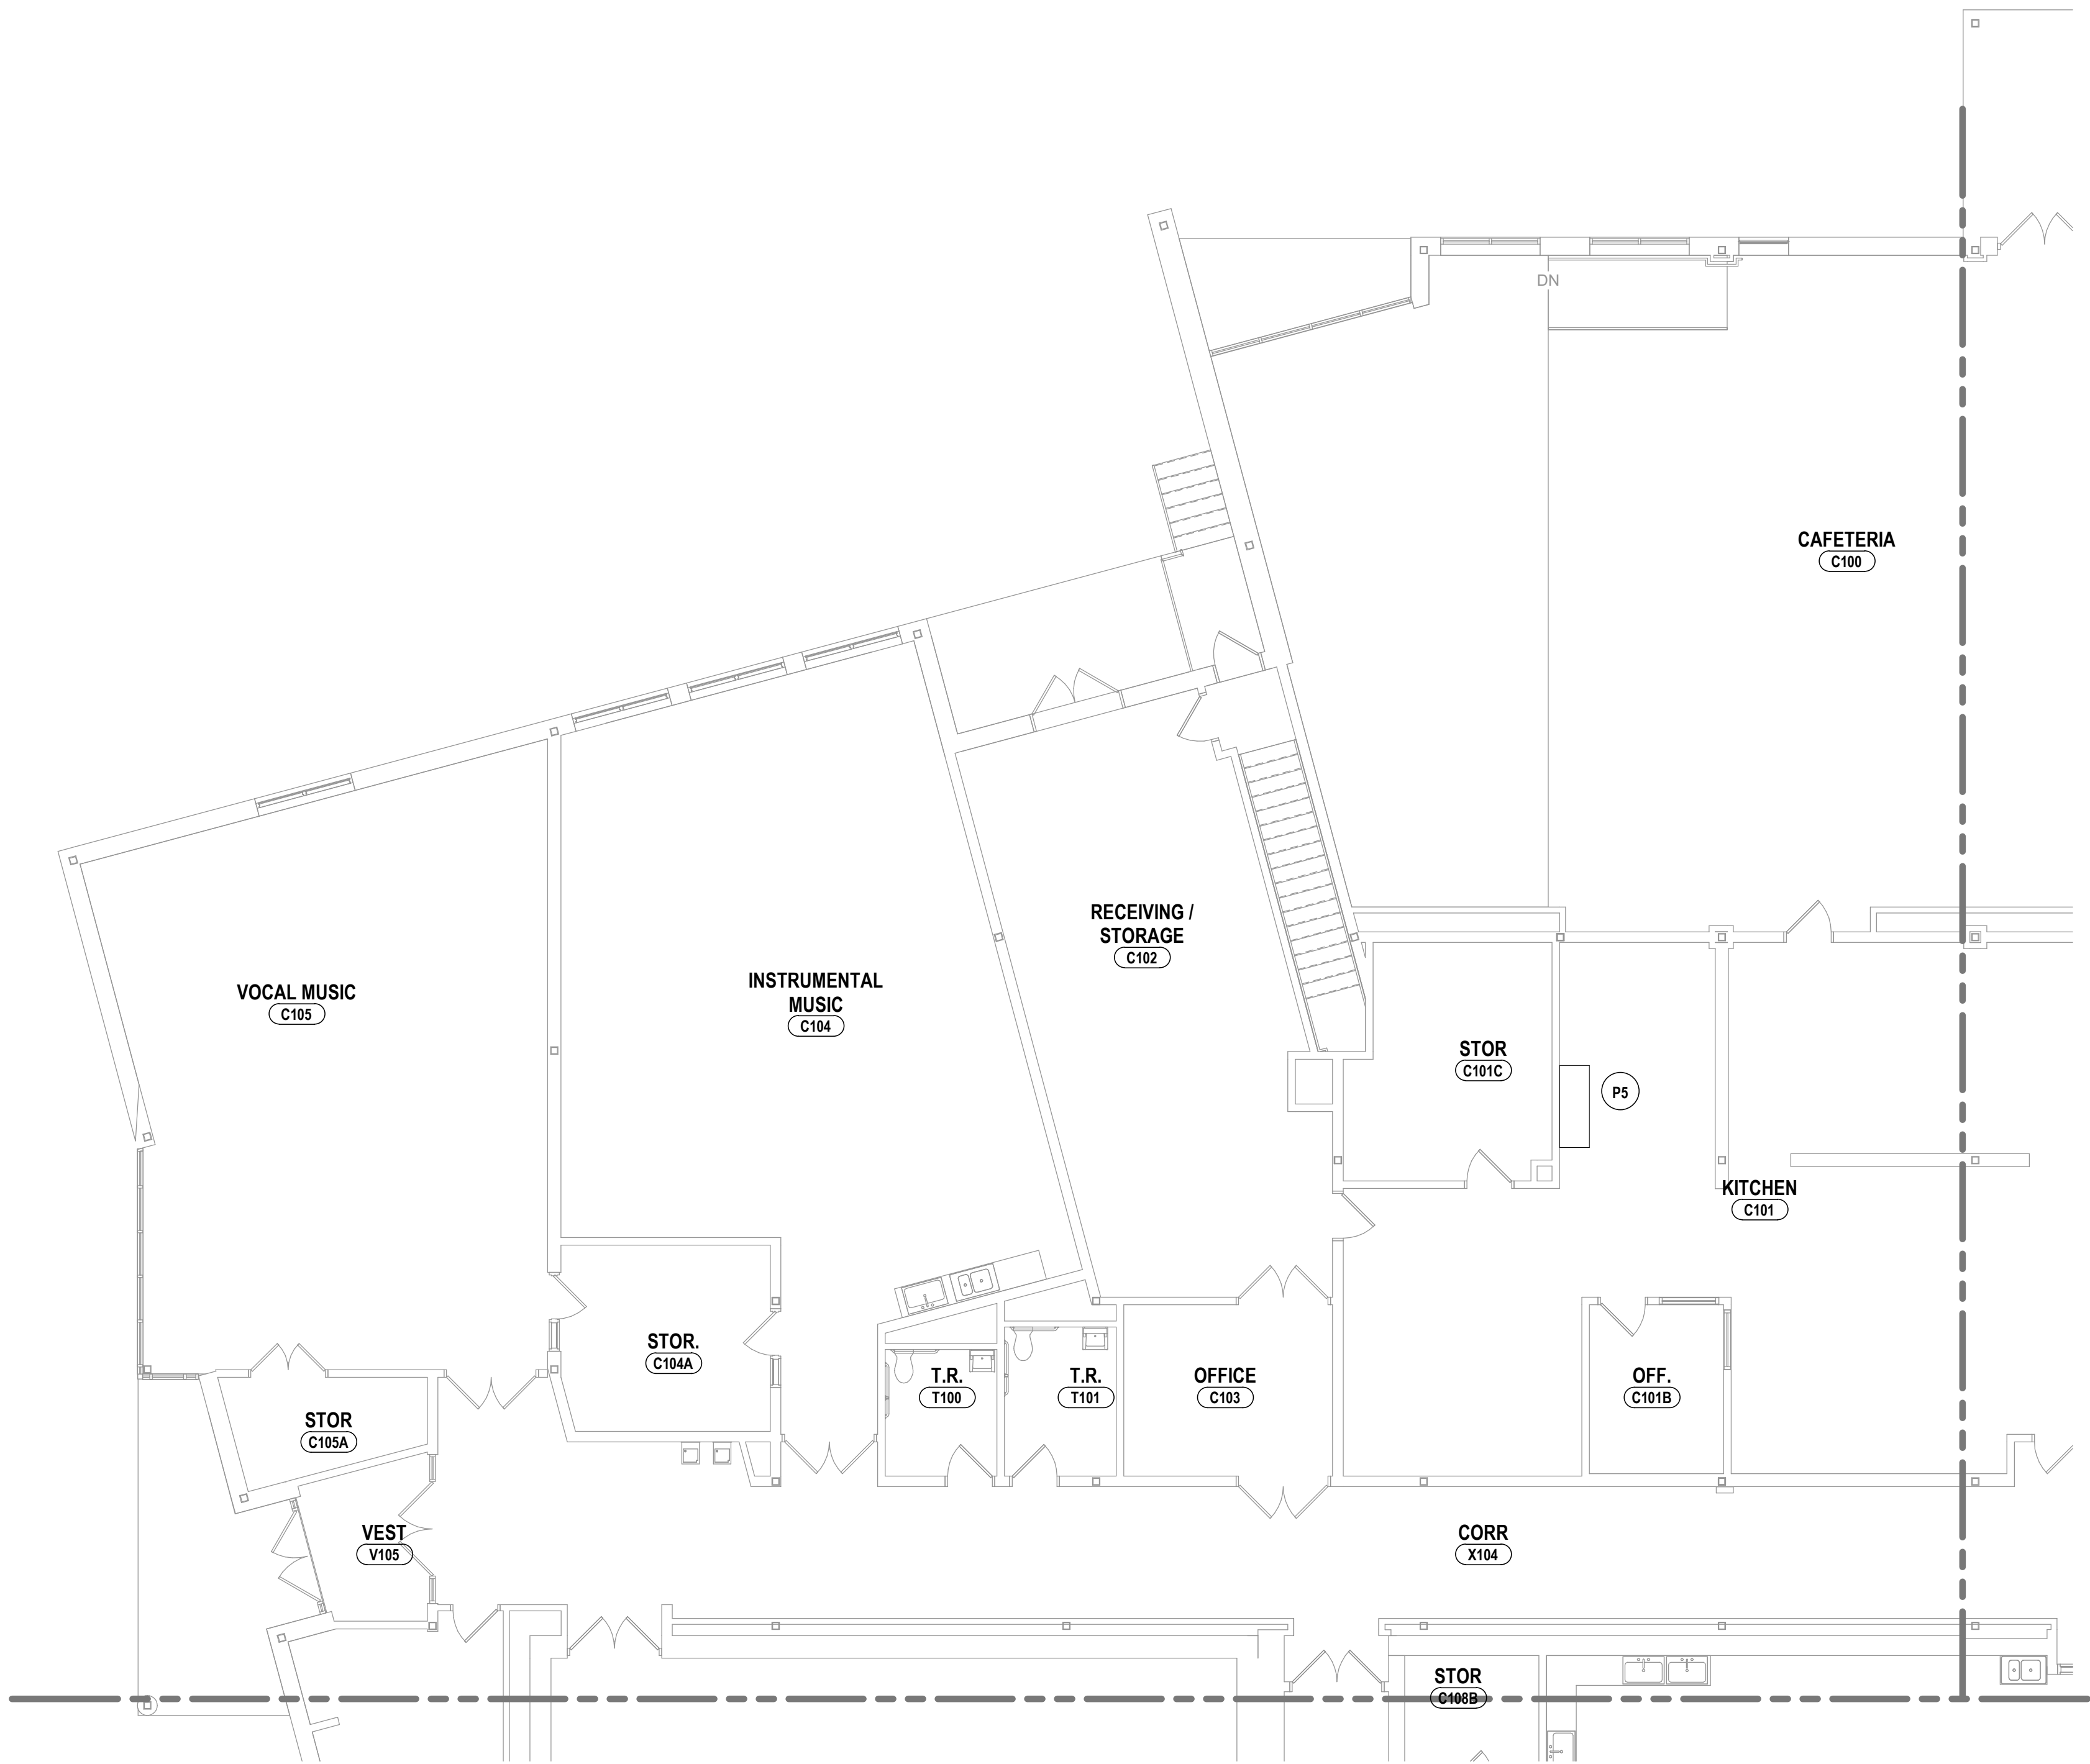 DN
CAFETERIA
C100
RECEIVING /
STORAGE
C102
VOCAL MUSIC
C105
INSTRUMENTAL
MUSIC
C104
STOR
C101C
P5
KITCHEN
C101
STOR.
C104A
T.R.
T100
T.R.
T101
OFFICE
C103
OFF.
C101B
STOR
C105A
VEST
V105
CORR
X104
STOR
C108B